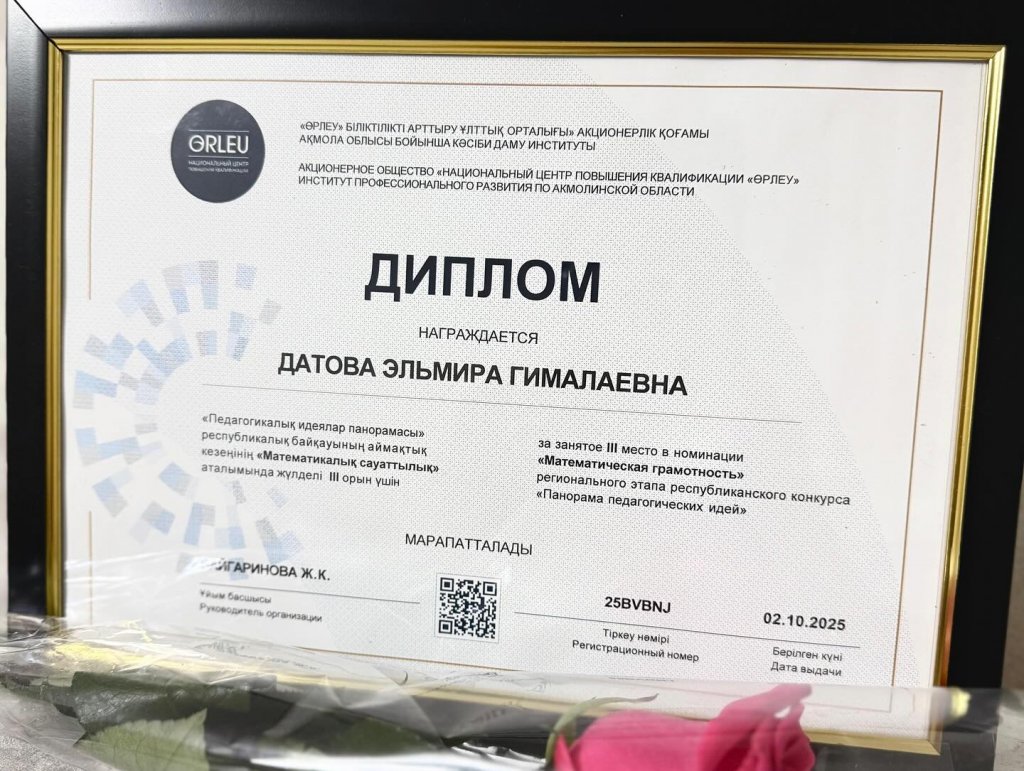 ӘRLEU
НАЦИОНАЛЬНЫЙ ЦЕНТР
ПОВЫШЕНИЯ КВАЛИФИКАЦИИ
«ӨРЛЕУ» БІЛІКТІЛІКТІ АРТТЫРУ ҰЛТТЫҚ ОРТАЛЫҒЫ» АКЦИОНЕРЛІК ҚОҒАМЫ
АҚМОЛА ОБЛЫСЫ БОЙЫНША КӘСІБИ ДАМУ ИНСТИТУТЫ
АКЦИОНЕРНОЕ ОБЩЕСТВО «НАЦИОНАЛЬНЫЙ ЦЕНТР ПОВЫШЕНИЯ КВАЛИФИКАЦИИ «ӨРЛЕУ»
ИНСТИТУТ ПРОФЕССИОНАЛЬНОГО РАЗВИТИЯ ПО АКМОЛИНСКОЙ ОБЛАСТИ
ДИПЛОМ
НАГРАЖДАЕТСЯ
ДАТОВА ЭЛЬМИРА ГИМАЛАЕВНА
«Педагогикалық идеялар панорамасы»
республикалық байқауының аймақтық
кезеңінің «Математикалық сауаттылық»
аталымында жүлделі III орын үшін
за занятое III место в номинации
«Математическая грамотность»
регионального этапа республиканского конкурса
«Панорама педагогических идей»
МАРАПАТТАЛАДЫ
Ж.К.
Ұйым басшысы
Руководитель организации
25BVBNJ
Тіркеу нөмірі
Регистрационный номер
02.10.2025
Берілген күні
Дата выдачи